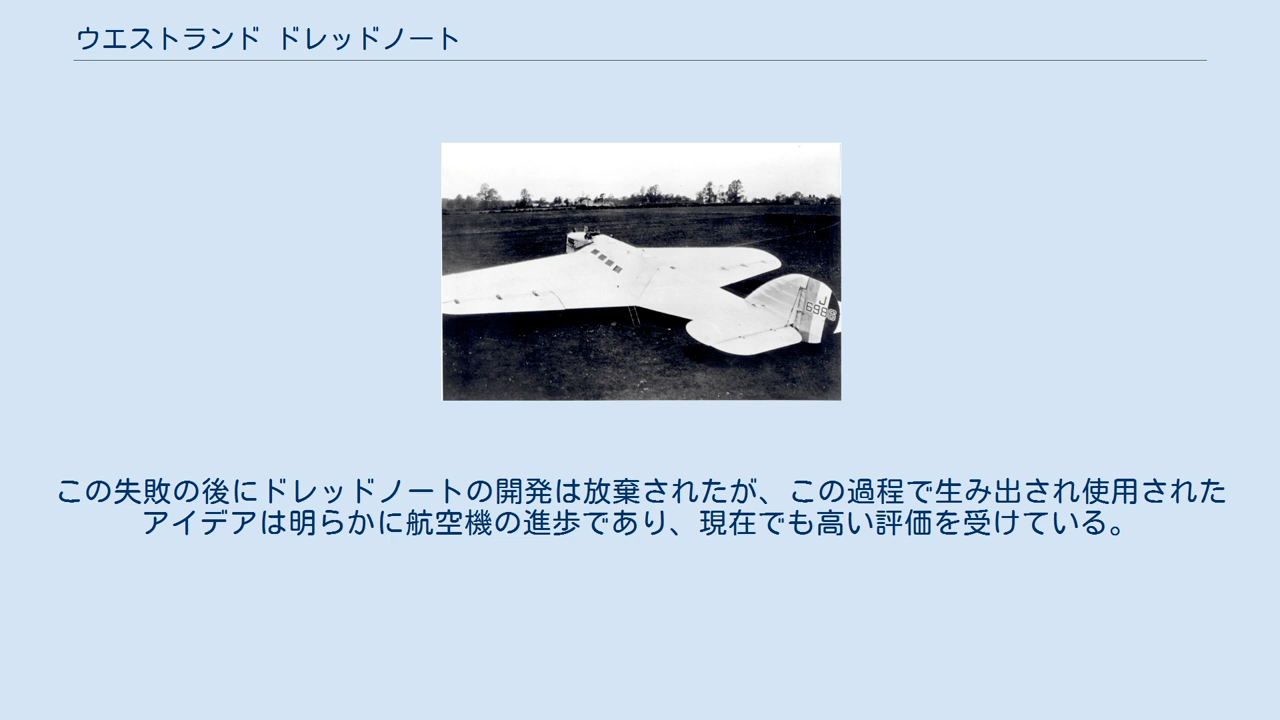 ウエストランド ドレッドノート
J
6986
この失敗の後にドレッドノートの開発は放棄されたが、この過程で生み出され使用された
アイデアは明らかに航空機の進歩であり、現在でも高い評価を受けている。